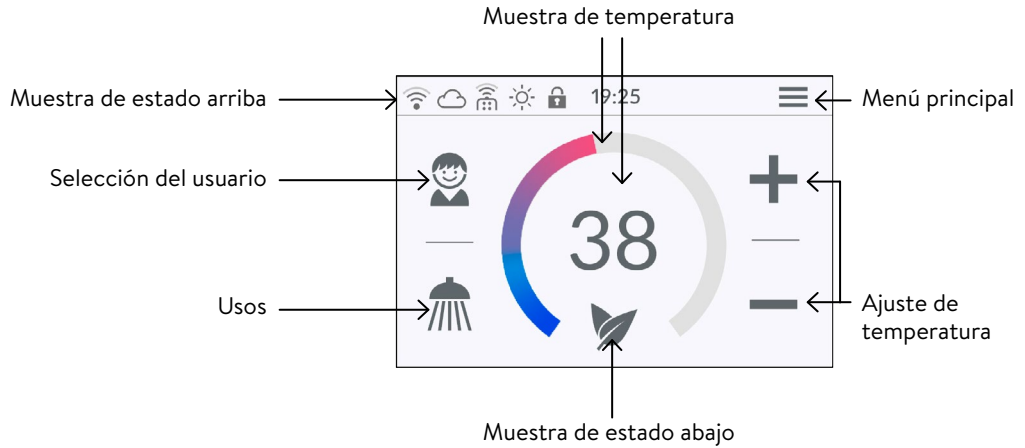 Muestra de temperatura
Muestra de estado arriba
19:25
Menú principal
Selección del usuario
38
Usos
Ajuste de
temperatura
Muestra de estado abajo